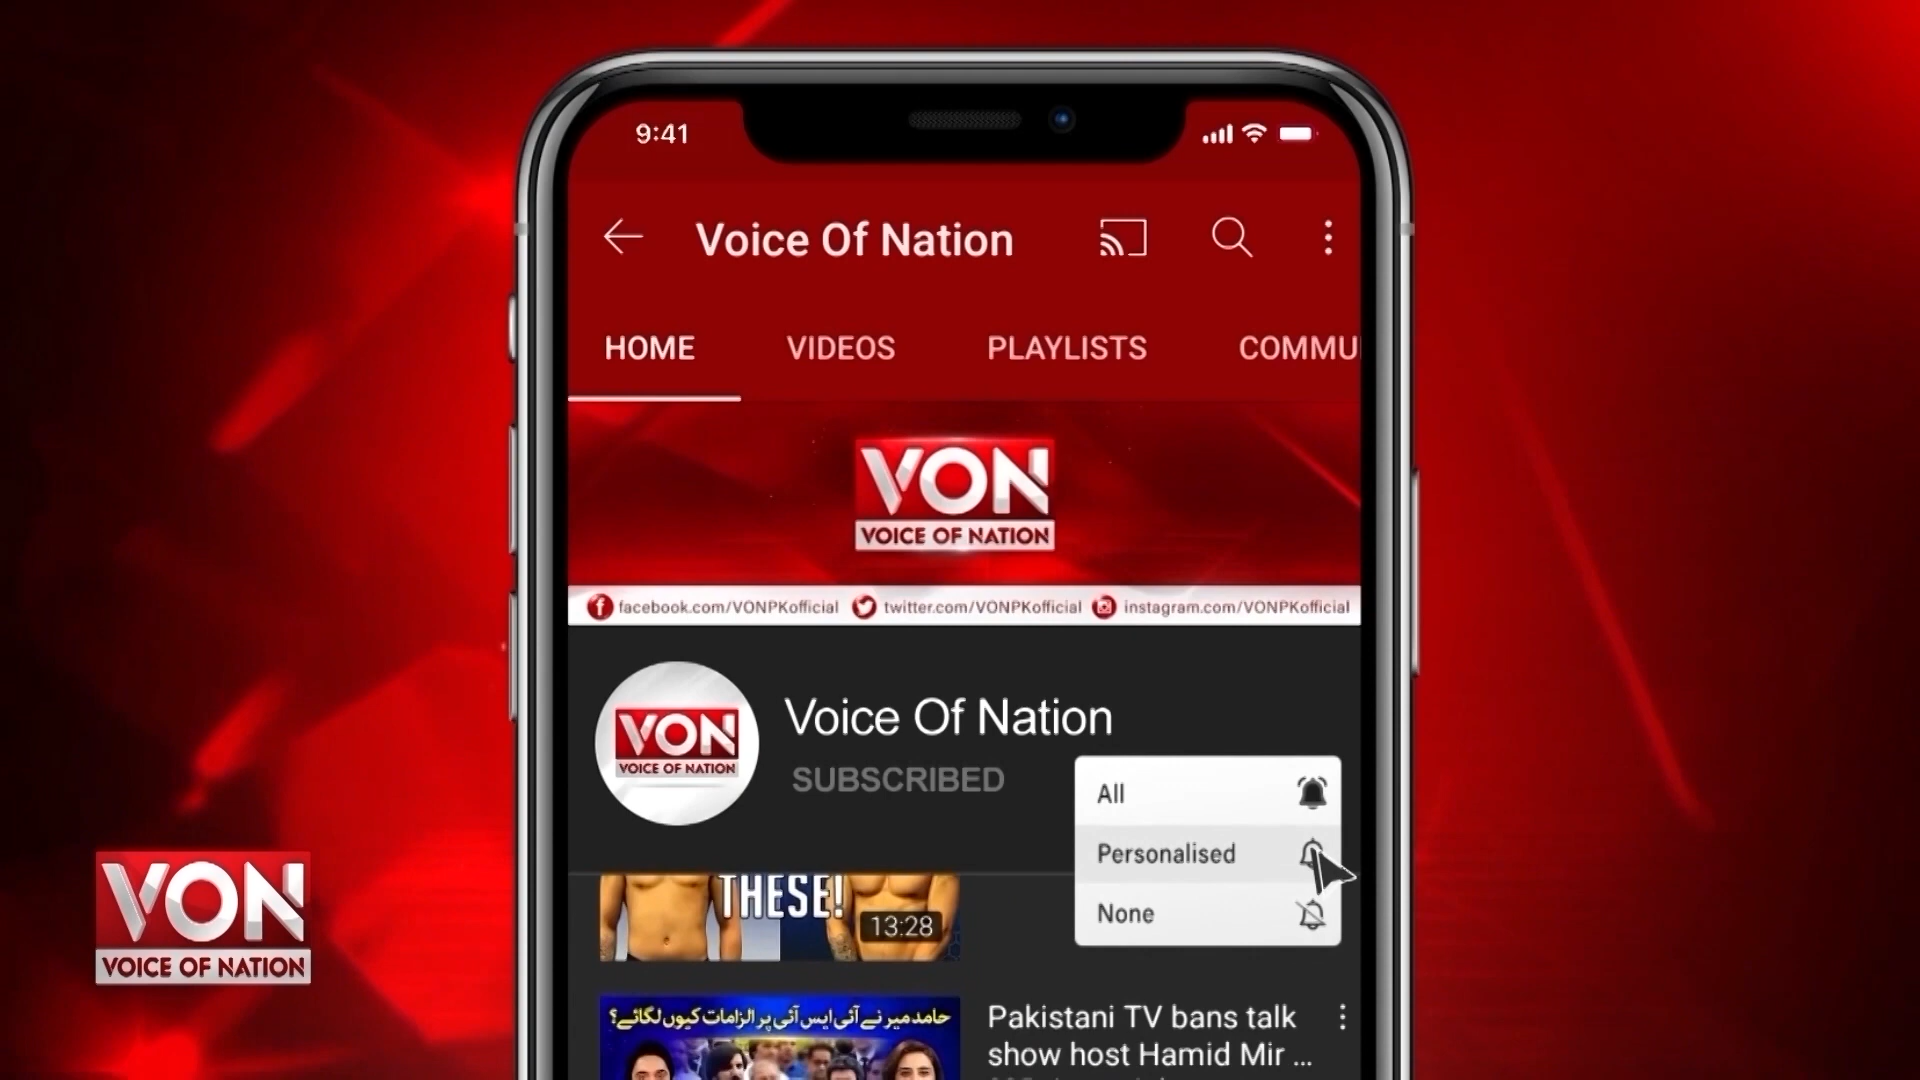 9:41
Voice Of Nation
HOME
VIDEOS
PLAYLISTS
COMMU
VON
VOICE OF NATION
facebook.com/VONPKofficial
twitter.com/VONPKofficial
instagram.com/VONPKofficial
VON
VOICE OF NATION
Voice Of Nation
SUBSCRIBED
All
Personalised
None
THESE!
13:28
حامد میر نے آئی ایس آئی پر الزامات کیوں لگائے؟
Pakistani TV bans talk
show host Hamid Mir ...
VON
VOICE OF NATION